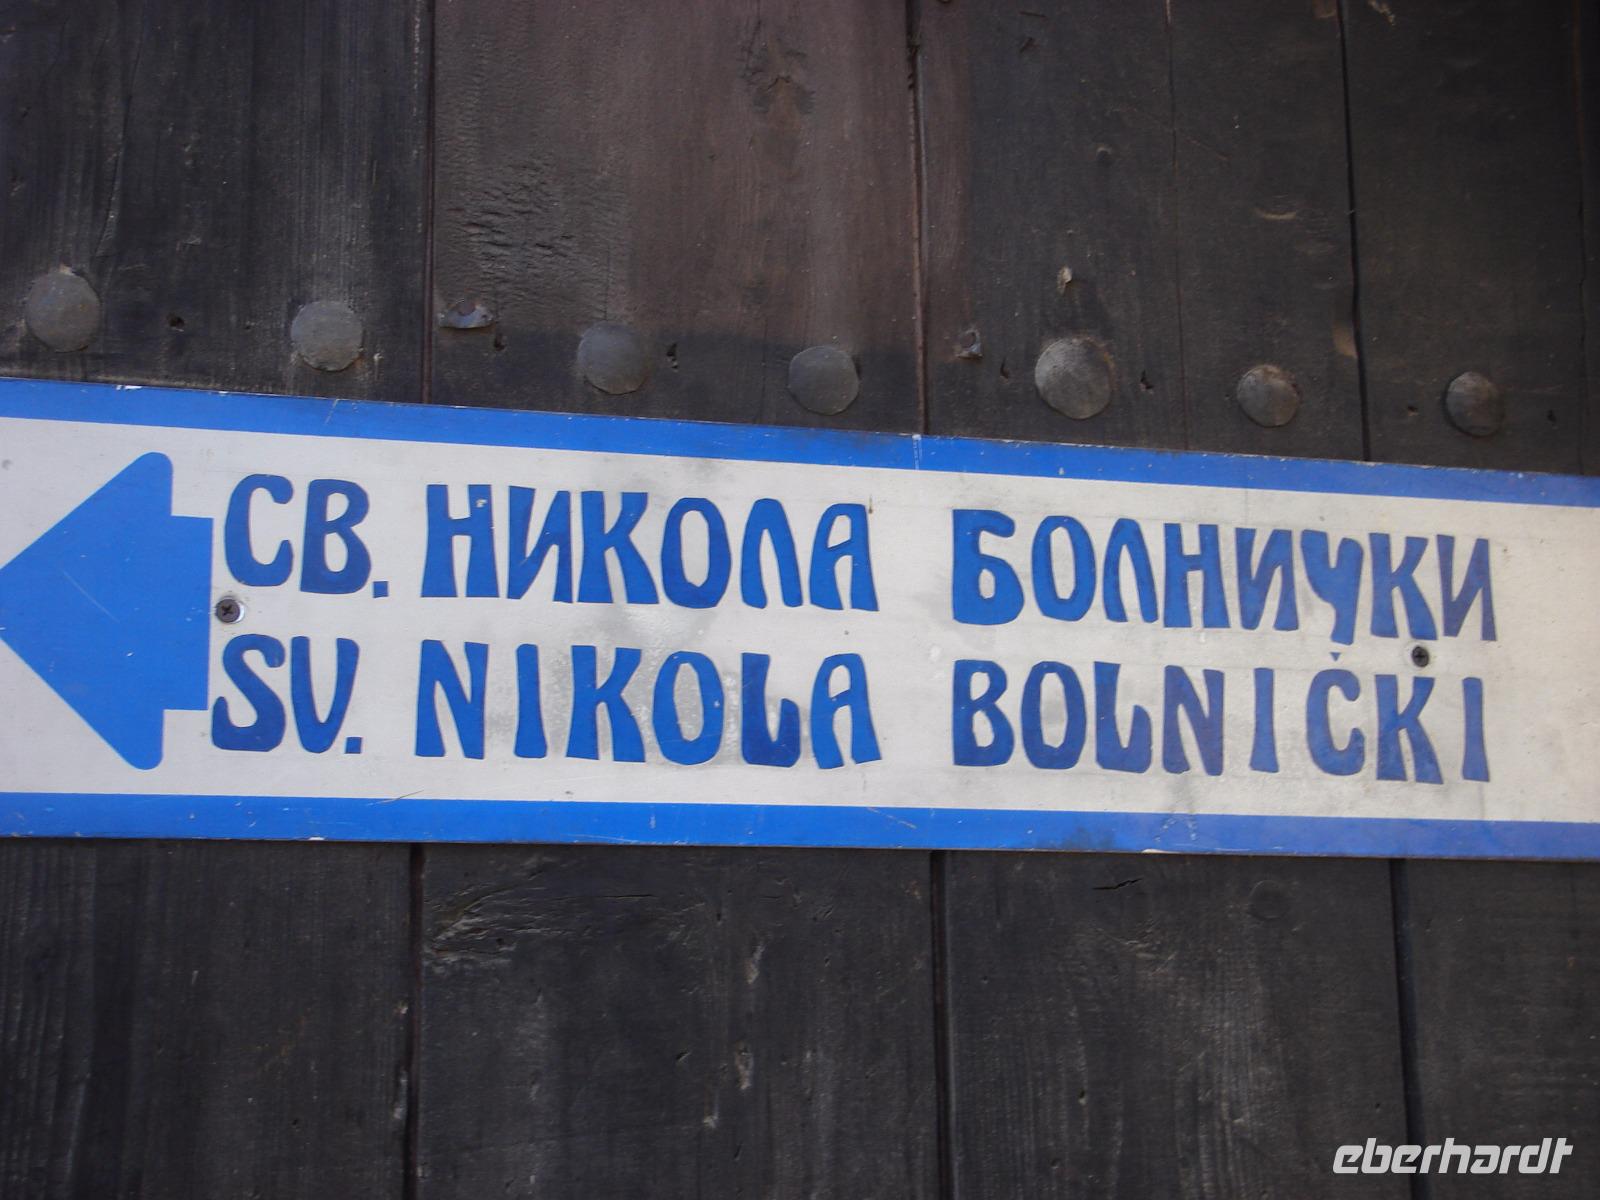 СВ. НИКОЛА БОЛНИЧКИ
SV. NIKOLA BOLNIČKI
eberhardt